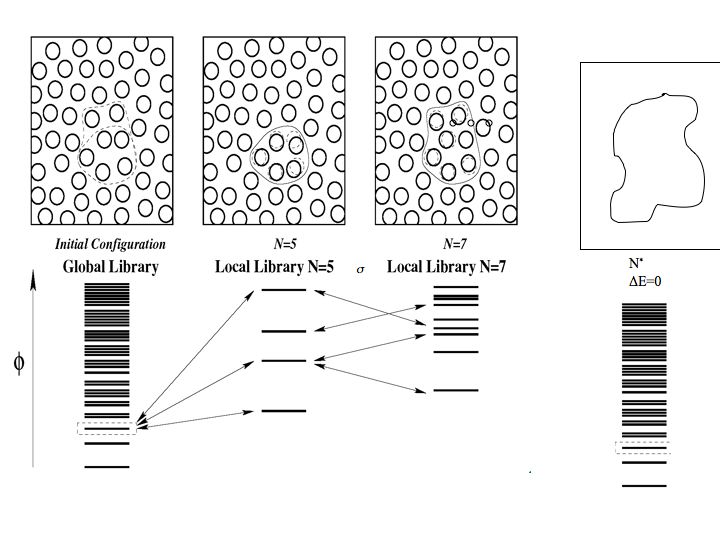 Initial Configuration
N=5
N=7
N*
Global Library
Local Library N=5
σ
Local Library N=7
ΔE=0
ϕ